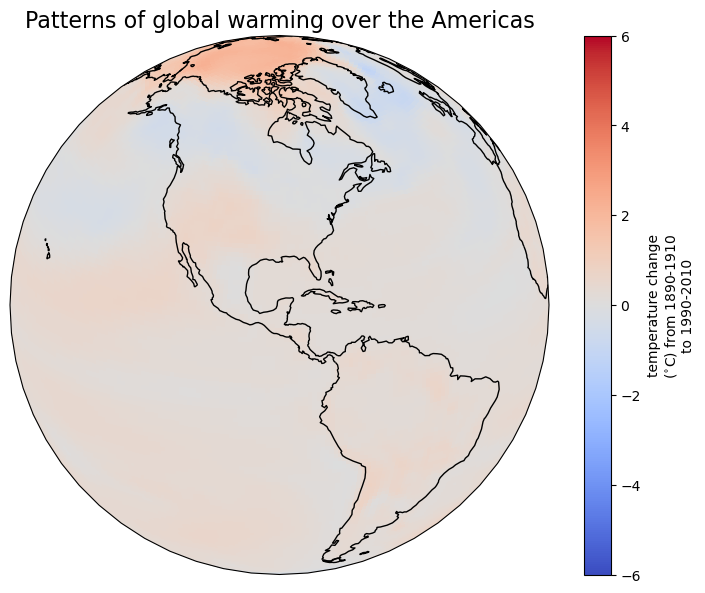 Patterns of global warming over the Americas
6
4
2
0
−2
−4
−6
temperature change
(°C) from 1890-1910
to 1990-2010